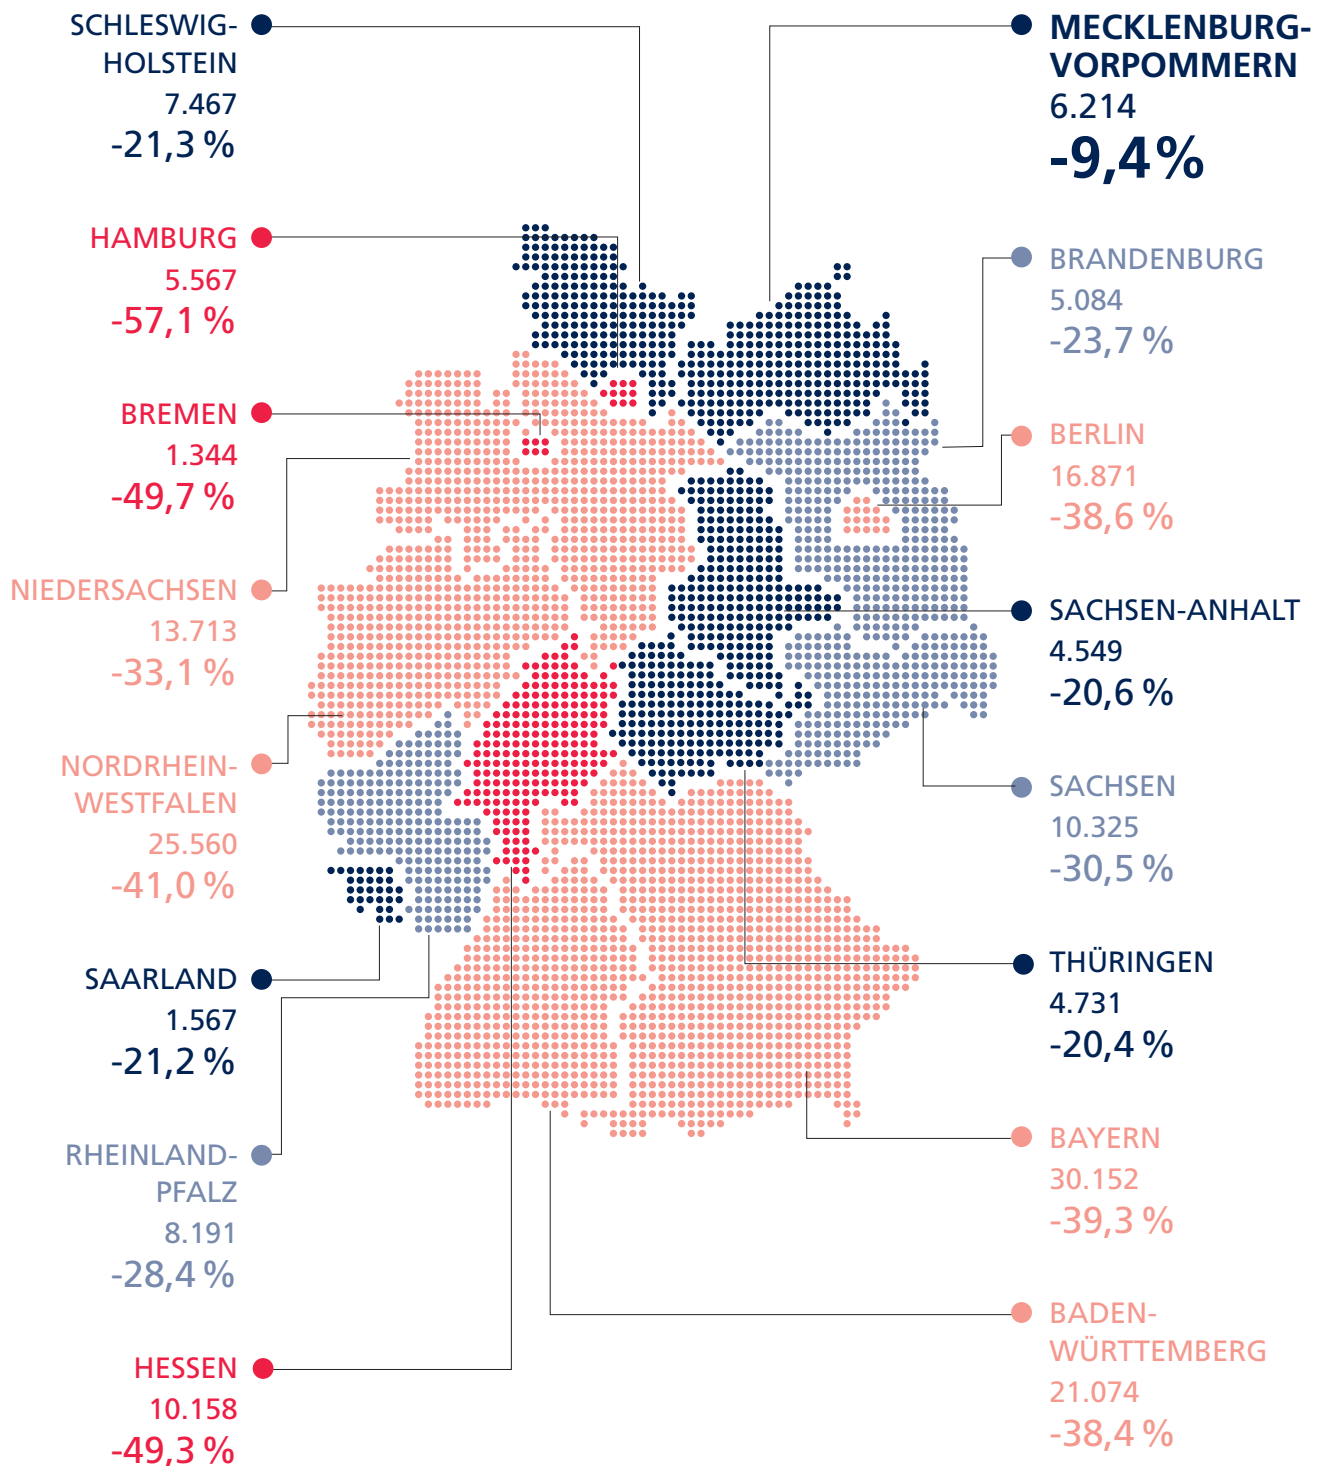 SCHLESWIG-
HOLSTEIN
7.467
-21,3 %
HAMBURG
5.567
-57,1 %
BREMEN
1.344
-49,7 %
NIEDERSACHSEN
13.713
-33,1 %
NORDRHEIN-
WESTFALEN
25.560
-41,0 %
SAARLAND
1.567
-21,2 %
RHEINLAND-
PFALZ
8.191
-28,4 %
HESSEN
10.158
-49,3 %
MECKLENBURG-
VORPOMMERN
6.214
-9,4 %
BRANDENBURG
5.084
-23,7 %
BERLIN
16.871
-38,6 %
SACHSEN-ANHALT
4.549
-20,6 %
SACHSEN
10.325
-30,5 %
THÜRINGEN
4.731
-20,4 %
BAYERN
30.152
-39,3 %
BADEN-
WÜRTTEMBERG
21.074
-38,4 %